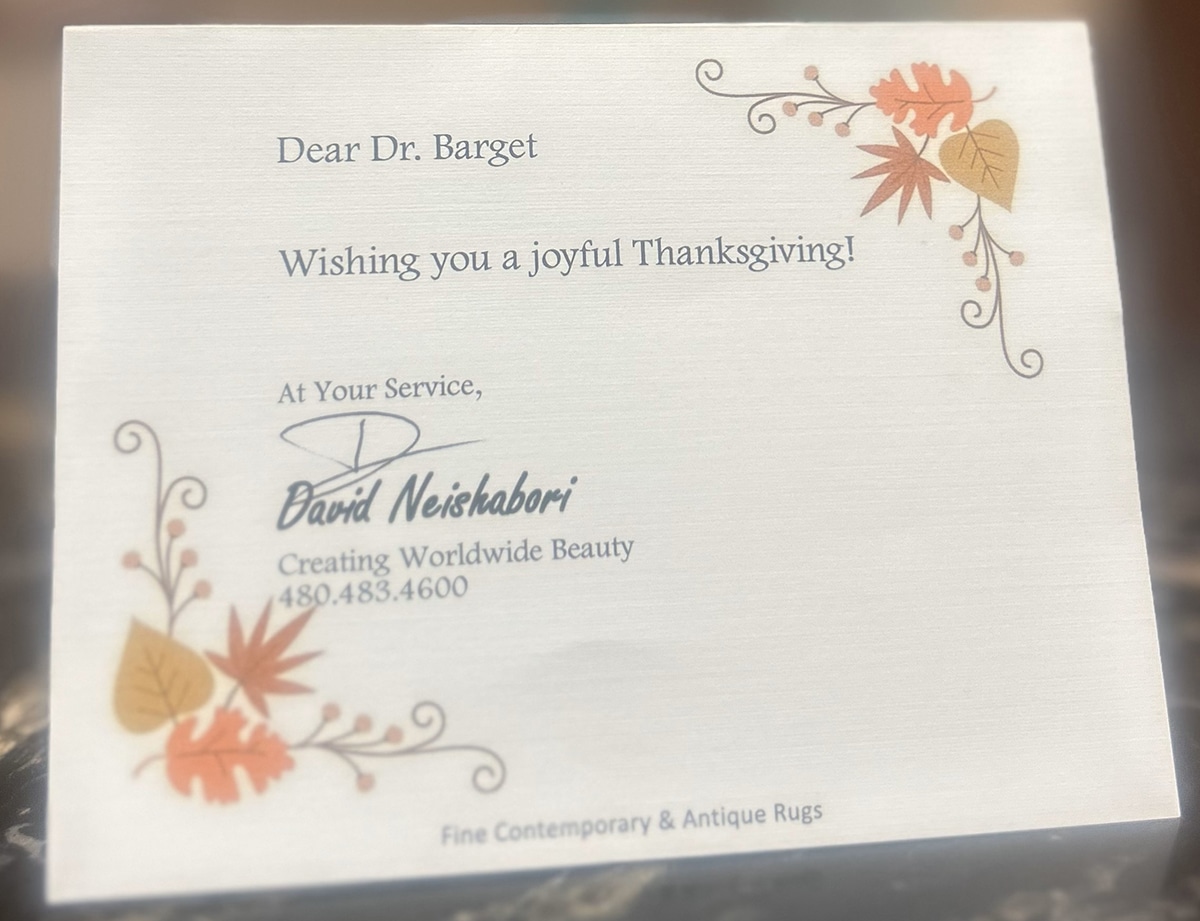 Dear Dr. Barget
Wishing you a joyful Thanksgiving!
At Your Service,
D
David Neishabori
Creating Worldwide Beauty
480.483.4600
Fine Contemporary & Antique Rugs